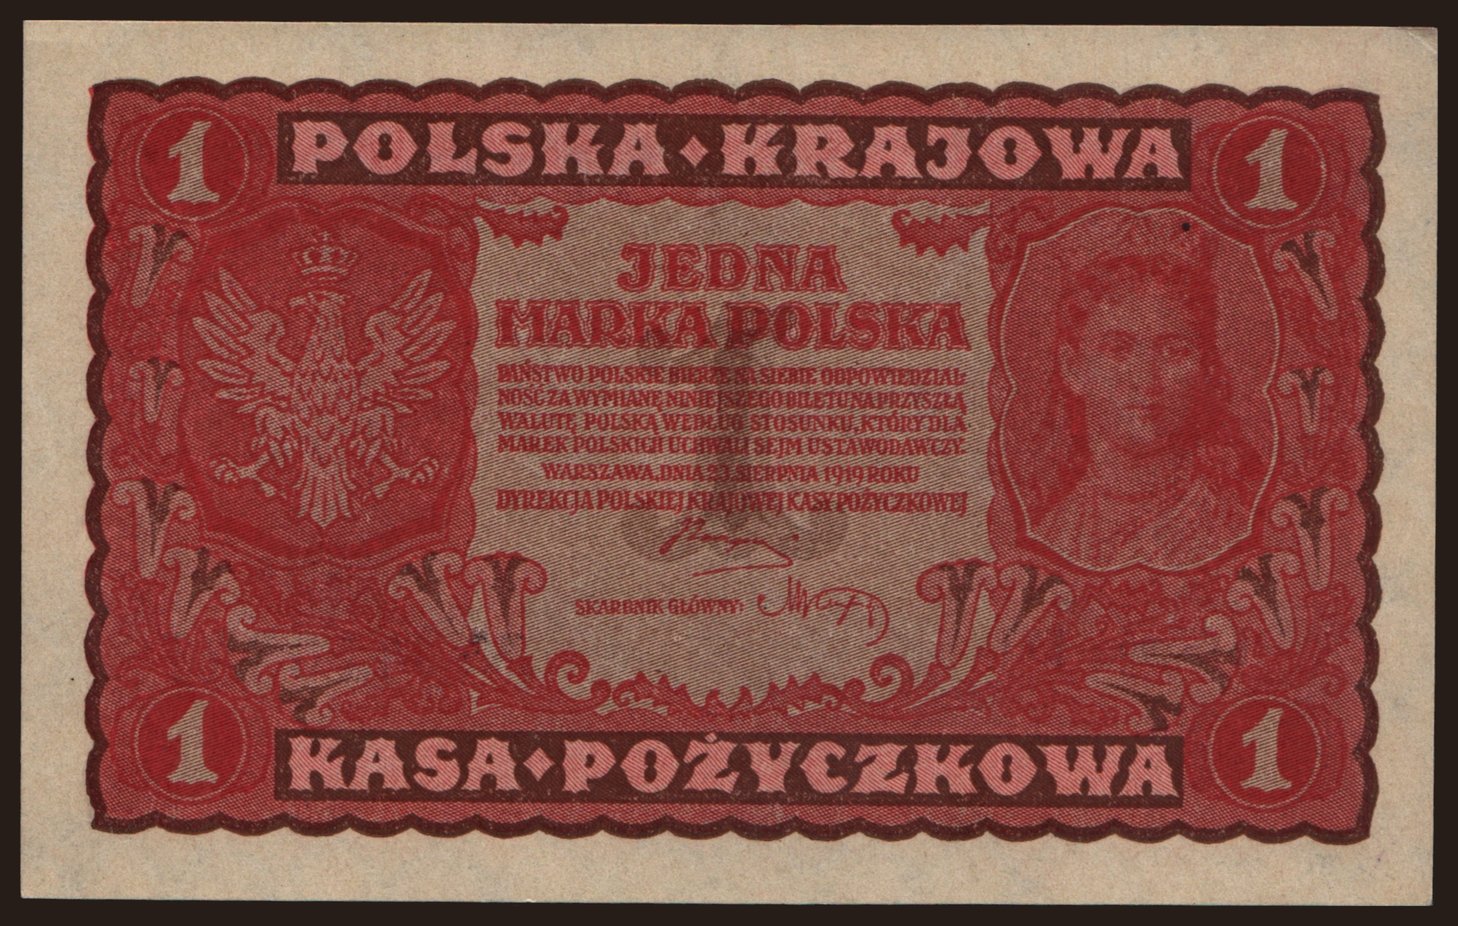 1 POLSKA·KRAJOWA 1
JEDNA
MARKA POLSKA
PAŃSTWO POLSKIE BIERZE NA SIEBIE ODPOWIEDZIAL-
NOŚĆ ZA WYMIANĘ NINIEJSZEGO BILETU NA PRZYSZŁĄ
WALUTĘ POLSKĄ WEDŁUG STOSUNKU, KTÓRY DLA
MAREK POLSKICH UCHWALI SEJM USTAWODAWCZY.
WARSZAWA, DNIA 23. SIERPNIA 1919 ROKU
DYREKCJA POLSKIEJ KRAJOWEJ KASY POŻYCZKOWEJ
SKARBNIK GŁÓWNY:
1 KASA·POŻYCZKOWA 1